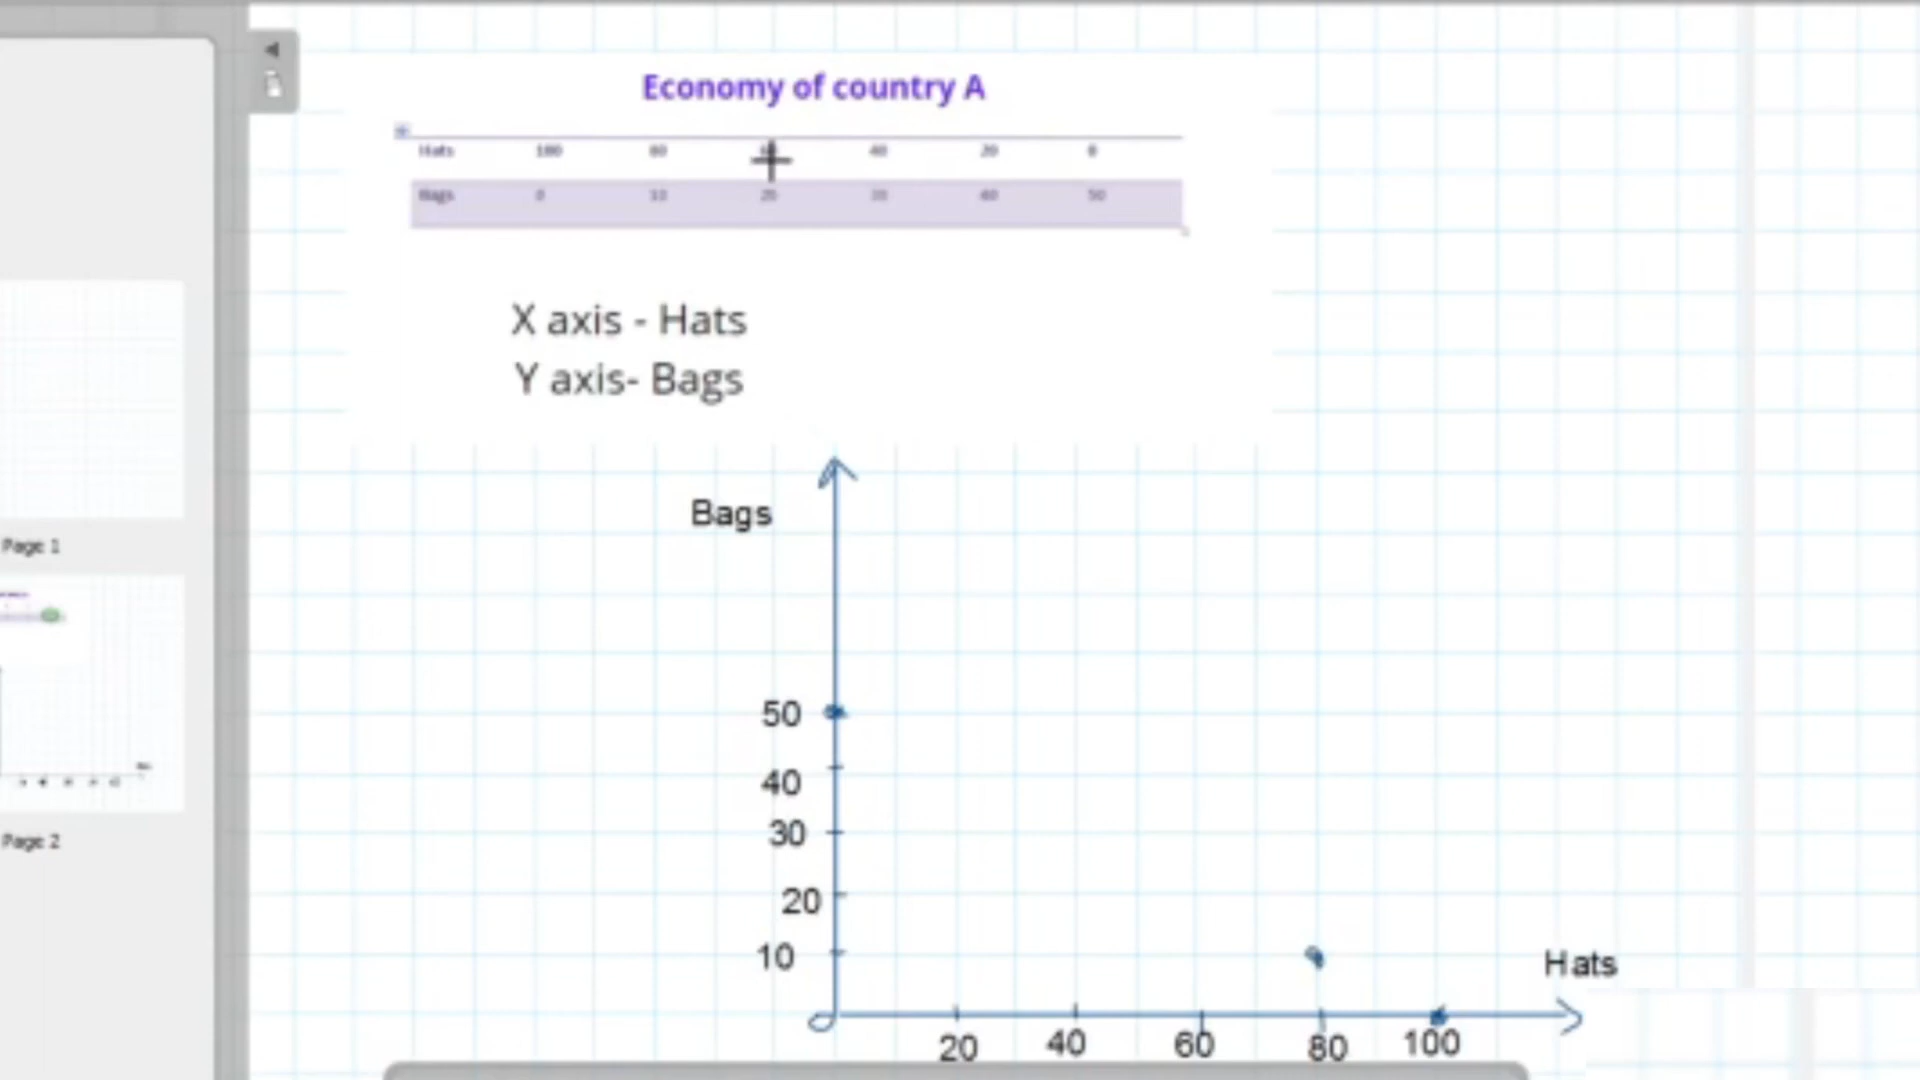 Economy of country A
Hats 100 80 40 20 0
Bags 0 10 20 30 40 50
X axis - Hats
Y axis- Bags
Bags
50
40
30
20
10
Hats
20 40 60 80 100
Page 1
Page 2